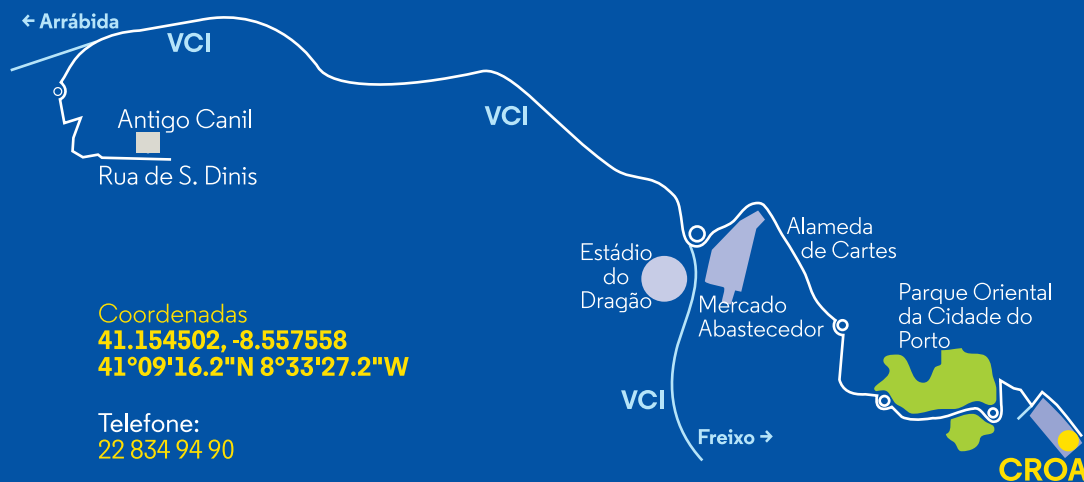 ← Arrábida
VCI
Antigo Canil
Rua de S. Dinis
VCI
Estádio
do
Dragão
Mercado
Abastecedor
Alameda
de Cartes
Parque Oriental
da Cidade do
Porto
VCI
Freixo →
CROA
Coordenadas
41.154502, -8.557558
41°09'16.2"N 8°33'27.2"W
Telefone:
22 834 94 90